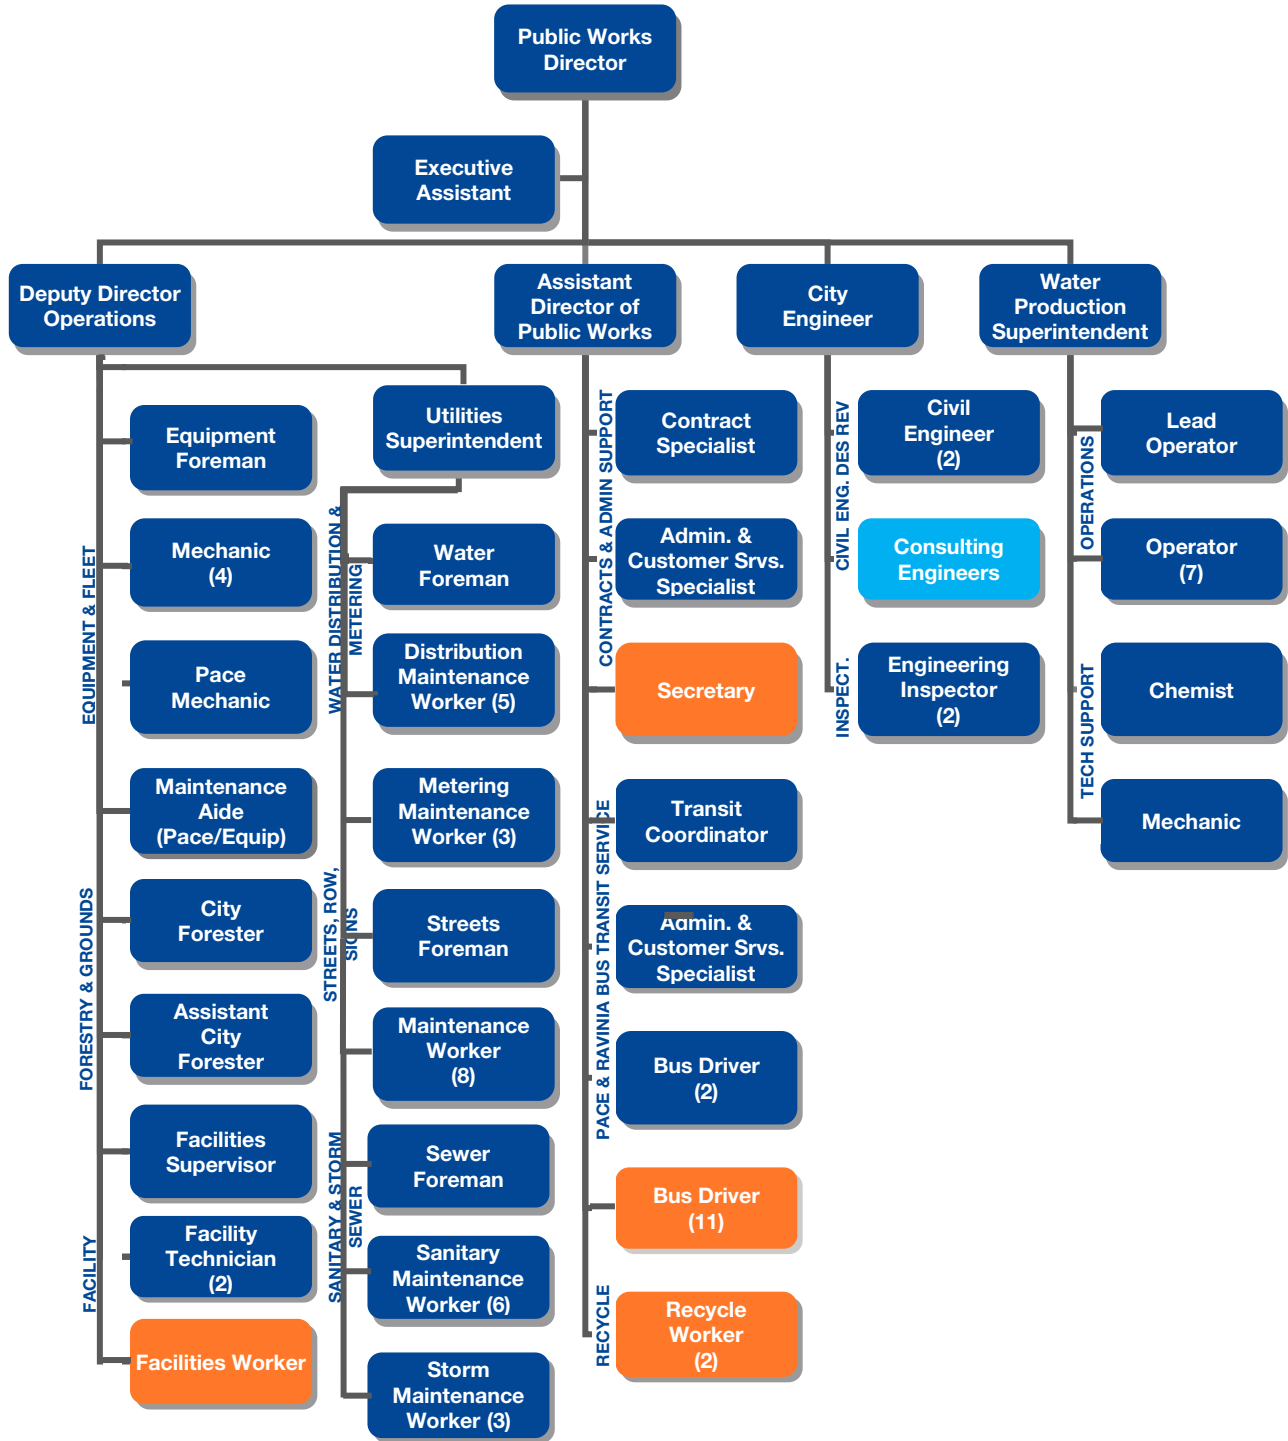 Public Works
Director
Executive
Assistant
Deputy Director
Operations
Assistant
Director of
Public Works
City
Engineer
Water
Production
Superintendent
EQUIPMENT & FLEET
Equipment
Foreman
Mechanic
(4)
Pace
Mechanic
Maintenance
Aide
(Pace/Equip)
FORESTRY & GROUNDS
City
Forester
Assistant
City
Forester
FACILITY
Facilities
Supervisor
Facility
Technician
(2)
Facilities Worker
Utilities
Superintendent
WATER DISTRIBUTION &
METERING
Water
Foreman
Distribution
Maintenance
Worker (5)
Metering
Maintenance
Worker (3)
STREETS, ROW,
SIGNS
Streets
Foreman
Maintenance
Worker
(8)
SANITARY & STORM
SEWER
Sewer
Foreman
Sanitary
Maintenance
Worker (6)
Storm
Maintenance
Worker (3)
CONTRACTS & ADMIN SUPPORT
Contract
Specialist
Admin. &
Customer Srvs.
Specialist
Secretary
PACE & RAVINIA BUS TRANSIT SERVICE
Transit
Coordinator
Admin. &
Customer Srvs.
Specialist
Bus Driver
(2)
Bus Driver
(11)
RECYCLE
Recycle
Worker
(2)
CIVIL ENG. DES REV
Civil
Engineer
(2)
Consulting
Engineers
INSPECT.
Engineering
Inspector
(2)
OPERATIONS
Lead
Operator
Operator
(7)
TECH SUPPORT
Chemist
Mechanic